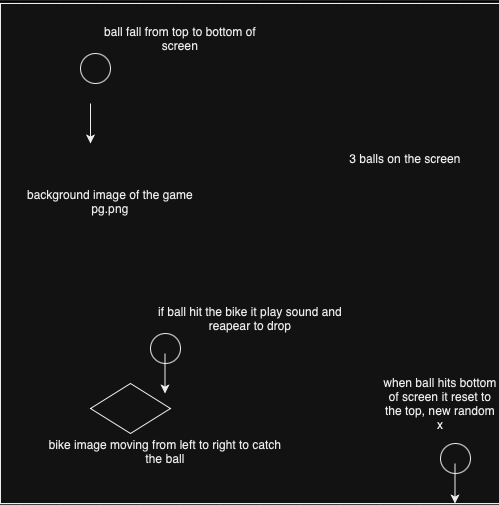 ball fall from top to bottom of
screen
3 balls on the screen
background image of the game
pg.png
if ball hit the bike it play sound and
reapear to drop
when ball hits bottom
of screen it reset to
the top, new random
x
bike image moving from left to right to catch
the ball